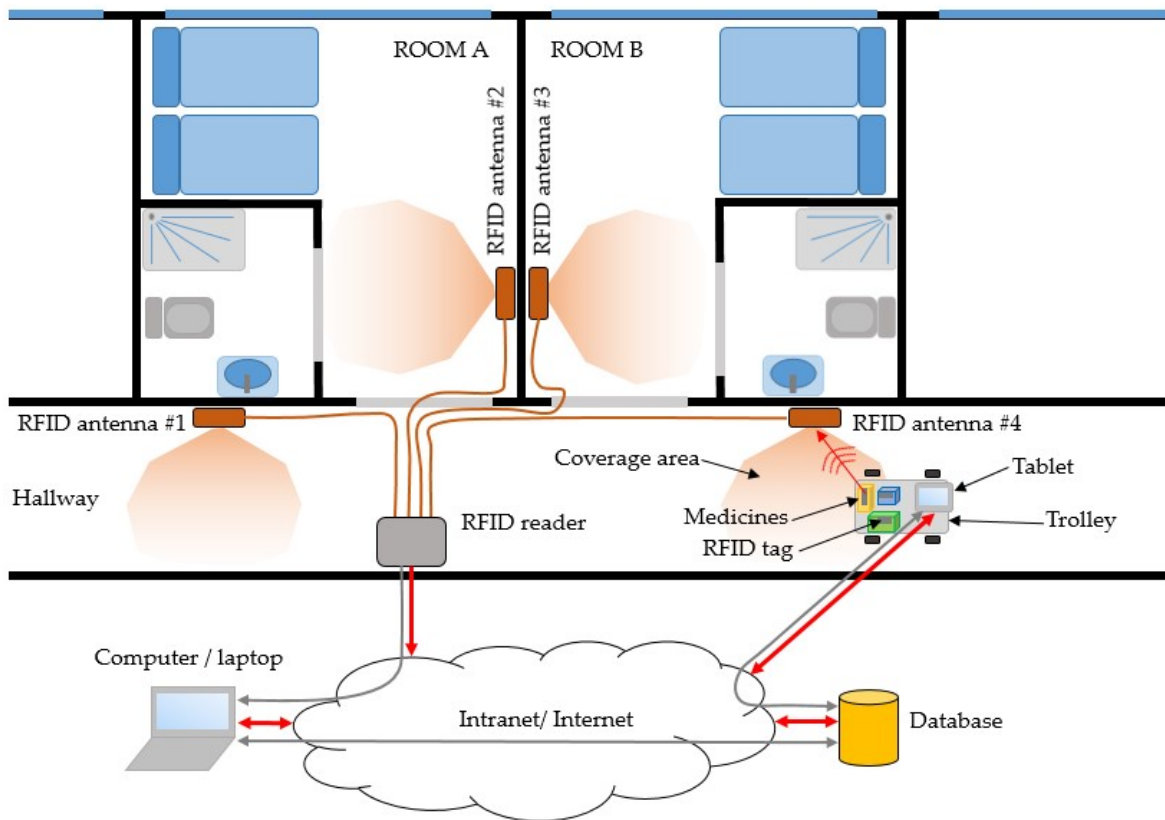 ROOM A
ROOM B
RFID antenna #2
RFID antenna #3
RFID antenna #1
RFID antenna #4
Coverage area
Tablet
Hallway
Medicines
Trolley
RFID reader
RFID tag
Computer / laptop
Intranet/ Internet
Database